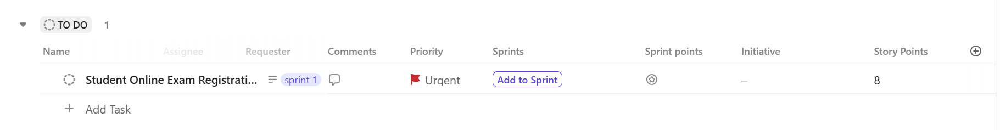 TO DO 1
Name Assignee Requester Comments Priority Sprints Sprint points Initiative Story Points
Student Online Exam Registrati... sprint 1 Urgent Add to Sprint – 8
Add Task